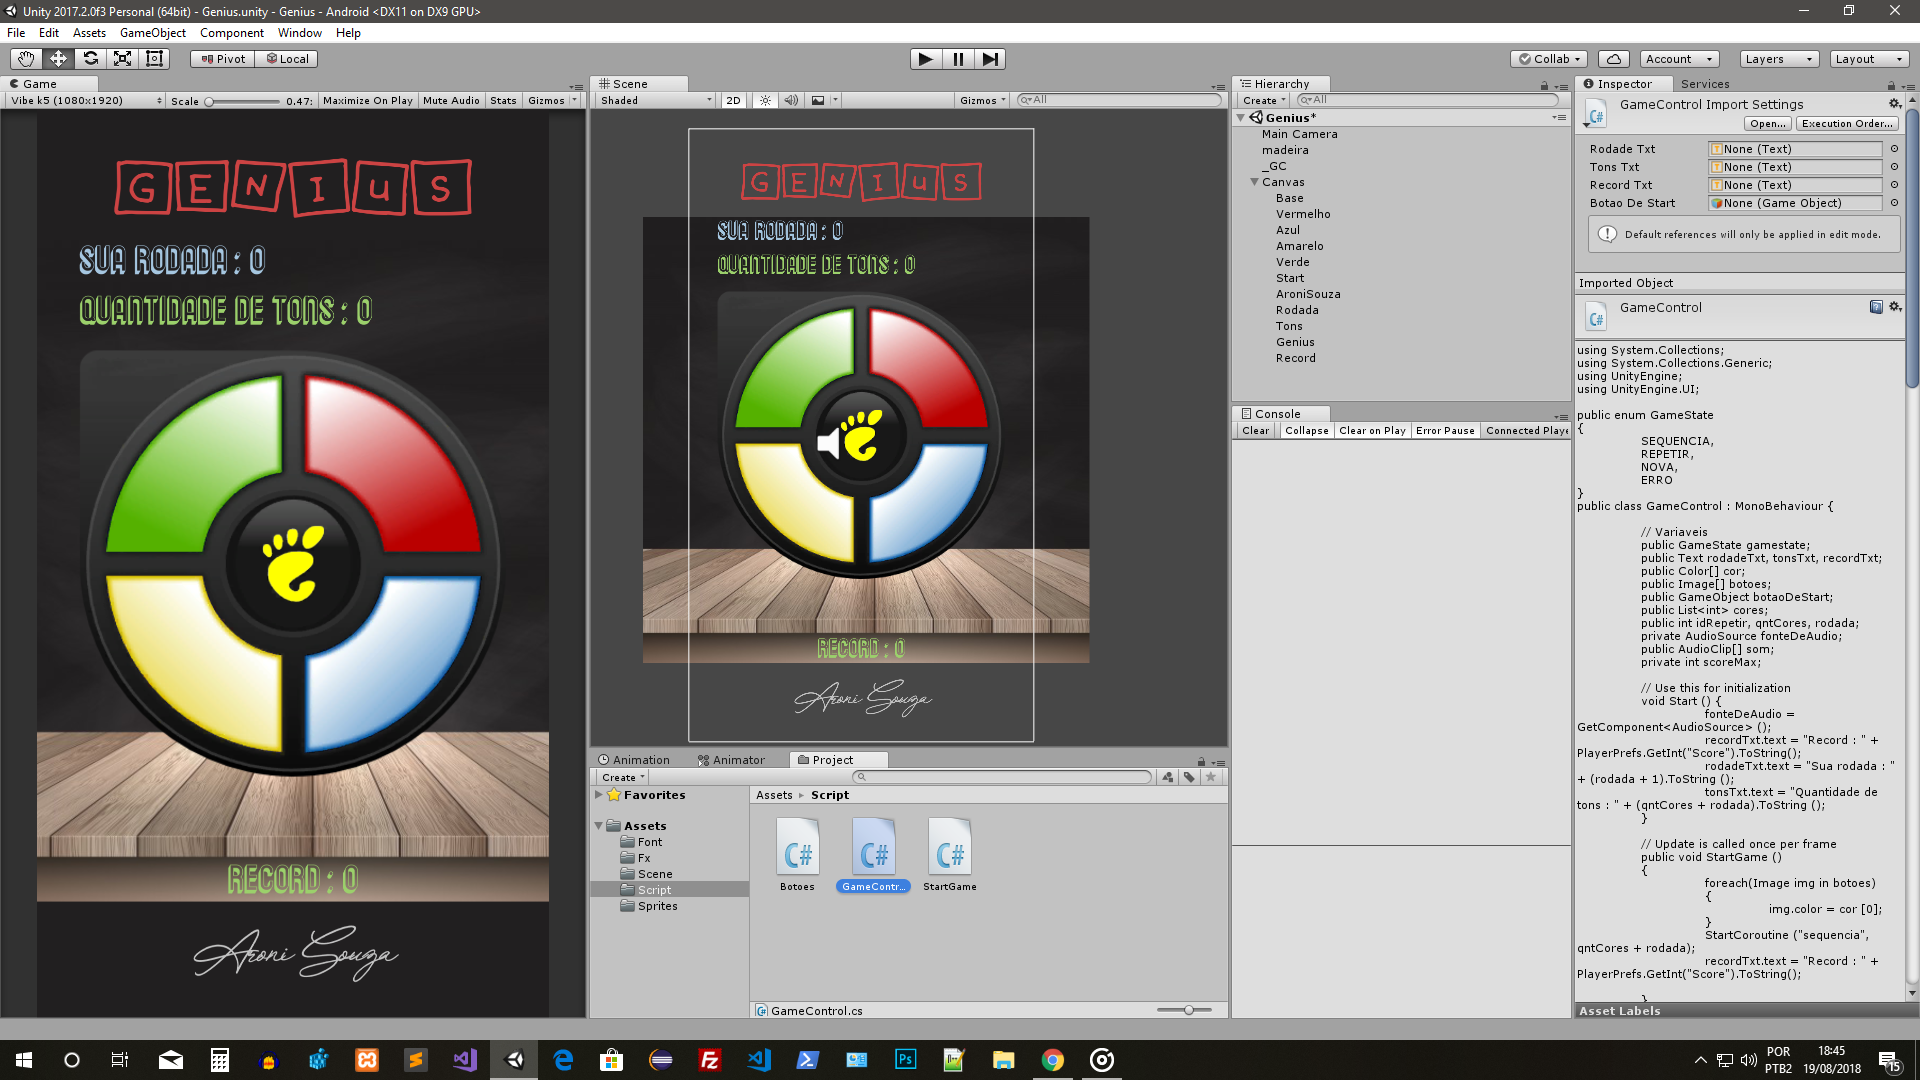 Unity 2017.2.0f3 Personal (64bit) - Genius.unity - Genius - Android <DX11 on DX9 GPU>
File Edit Assets GameObject Component Window Help
Pivot Local
Collab Account Layers Layout
Game
Vibe k5 (1080x1920) Scale 0.47: Maximize On Play Mute Audio Stats Gizmos
GENIUS
SUA RODADA : 0
QUANTIDADE DE TONS : 0
RECORD : 0
Aroni Souza
Scene
Shaded 2D Gizmos All
GENIUS
SUA RODADA : 0
QUANTIDADE DE TONS : 0
RECORD : 0
Aroni Souza
Animation Animator Project
Create
Favorites
Assets
Font
Fx
Scene
Script
Sprites
Assets Script
C# C# C#
Botoes GameContr... StartGame
GameControl.cs
Hierarchy
Create All
Genius*
Main Camera
madeira
_GC
Canvas
Base
Vermelho
Azul
Amarelo
Verde
Start
AroniSouza
Rodada
Tons
Genius
Record
Console
Clear Collapse Clear on Play Error Pause Connected Playe
Inspector Services
C# GameControl Import Settings
Open... Execution Order...
Rodade Txt None (Text)
Tons Txt None (Text)
Record Txt None (Text)
Botao De Start None (Game Object)
Default references will only be applied in edit mode.
Imported Object
C# GameControl
using System.Collections;
using System.Collections.Generic;
using UnityEngine;
using UnityEngine.UI;
public enum GameState
{
SEQUENCIA,
REPETIR,
NOVA,
ERRO
}
public class GameControl : MonoBehaviour {
// Variaveis
public GameState gamestate;
public Text rodadeTxt, tonsTxt, recordTxt;
public Color[] cor;
public Image[] botoes;
public GameObject botaoDeStart;
public List<int> cores;
public int idRepetir, qntCores, rodada;
private AudioSource fonteDeAudio;
public AudioClip[] som;
private int scoreMax;
// Use this for initialization
void Start () {
fonteDeAudio =
GetComponent<AudioSource> ();
recordTxt.text = "Record : " +
PlayerPrefs.GetInt("Score").ToString();
rodadeTxt.text = "Sua rodada : "
+ (rodada + 1).ToString ();
tonsTxt.text = "Quantidade de
tons : " + (qntCores + rodada).ToString ();
}
// Update is called once per frame
public void StartGame ()
{
foreach(Image img in botoes)
{
img.color = cor [0];
}
StartCoroutine ("sequencia",
qntCores + rodada);
recordTxt.text = "Record : " +
PlayerPrefs.GetInt("Score").ToString();
}
Asset Labels
Fz Ps
POR
PTB2
18:45
19/08/2018
15